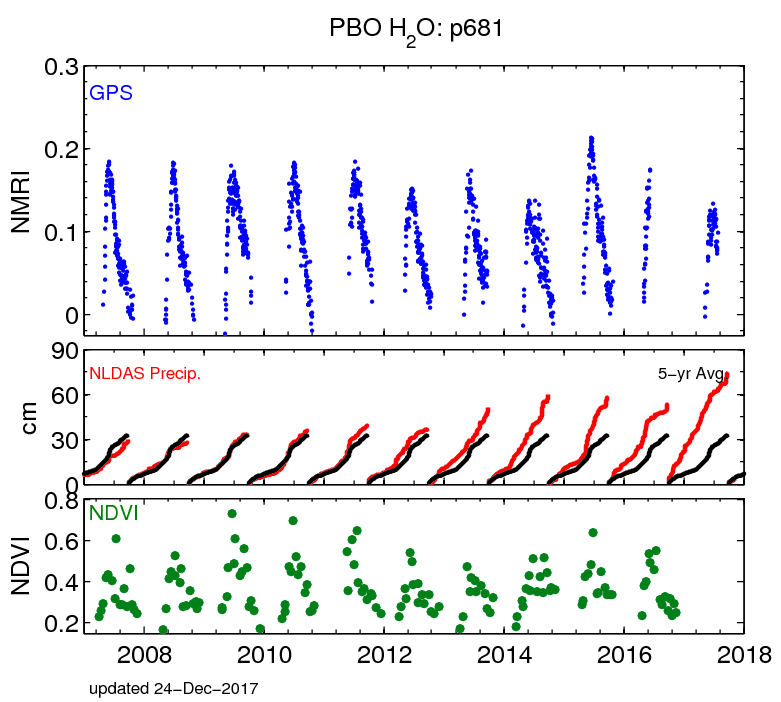 PBO H2O: p681
0.3
GPS
0.2
NMRI
0.1
0
90
NLDAS Precip.
5-yr Avg.
60
cm
30
0
0.8
NDVI
0.6
NDVI
0.4
0.2
2008 2010 2012 2014 2016 2018
updated 24-Dec-2017